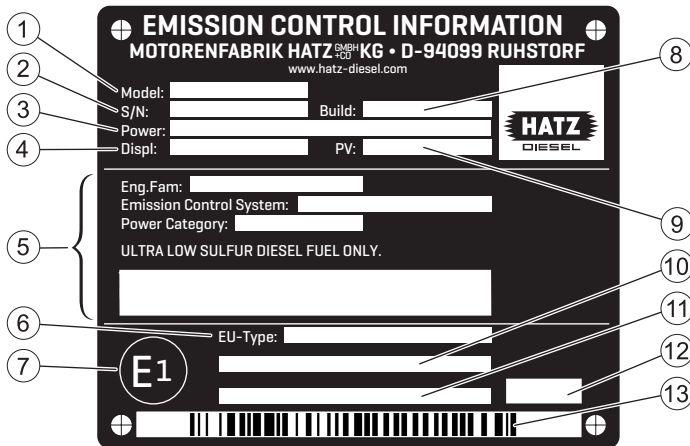 EMISSION CONTROL INFORMATION
MOTORENFABRIK HATZ GMBH +CO KG • D-94099 RUHSTORF
www.hatz-diesel.com
1
Model:
2
S/N: Build:
8
3
Power:
4
Displ: PV:
9
HATZ
DIESEL
5
Eng.Fam:
Emission Control System:
Power Category:
ULTRA LOW SULFUR DIESEL FUEL ONLY.
10
11
6
EU-Type:
7
E1
12
13